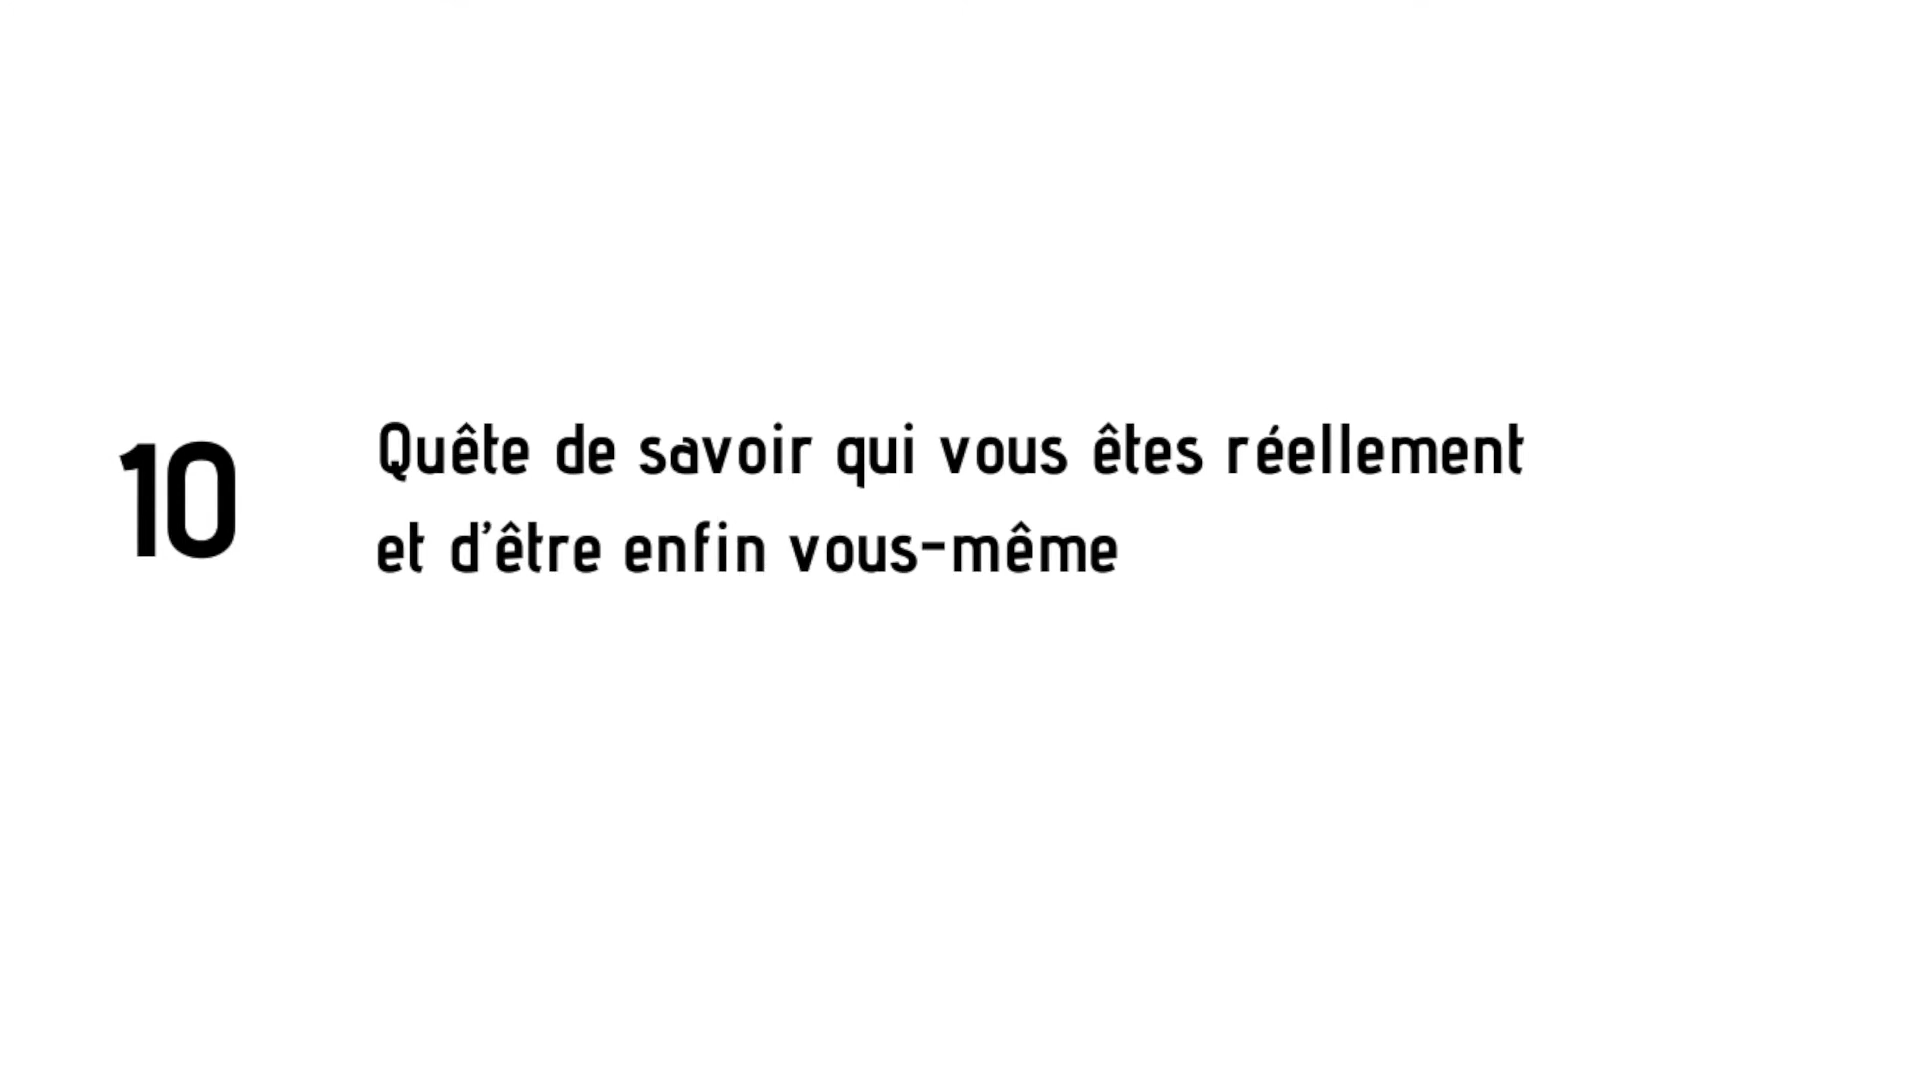 10
Quête de savoir qui vous êtes réellement
et d’être enfin vous-même